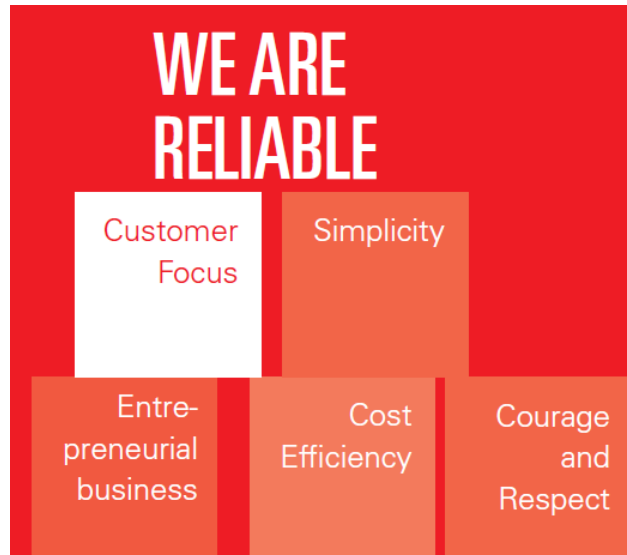 WE ARE
RELIABLE
Customer
Focus
Simplicity
Entre-
preneurial
business
Cost
Efficiency
Courage
and
Respect